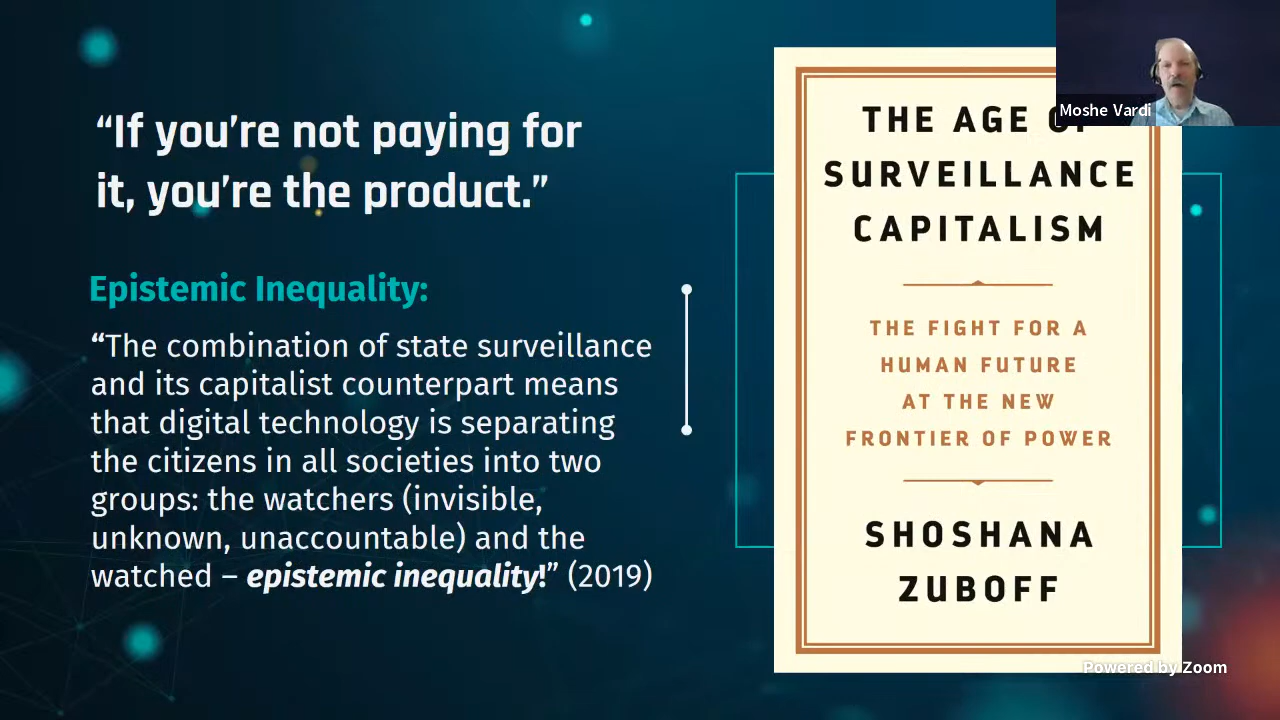 “If you’re not paying for
it, you’re the product.”
Epistemic Inequality:
“The combination of state surveillance
and its capitalist counterpart means
that digital technology is separating
the citizens in all societies into two
groups: the watchers (invisible,
unknown, unaccountable) and the
watched – epistemic inequality!” (2019)
THE AGE OF
SURVEILLANCE
CAPITALISM
THE FIGHT FOR A
HUMAN FUTURE
AT THE NEW
FRONTIER OF POWER
SHOSHANA
ZUBOFF
Moshe Vardi
Powered by Zoom